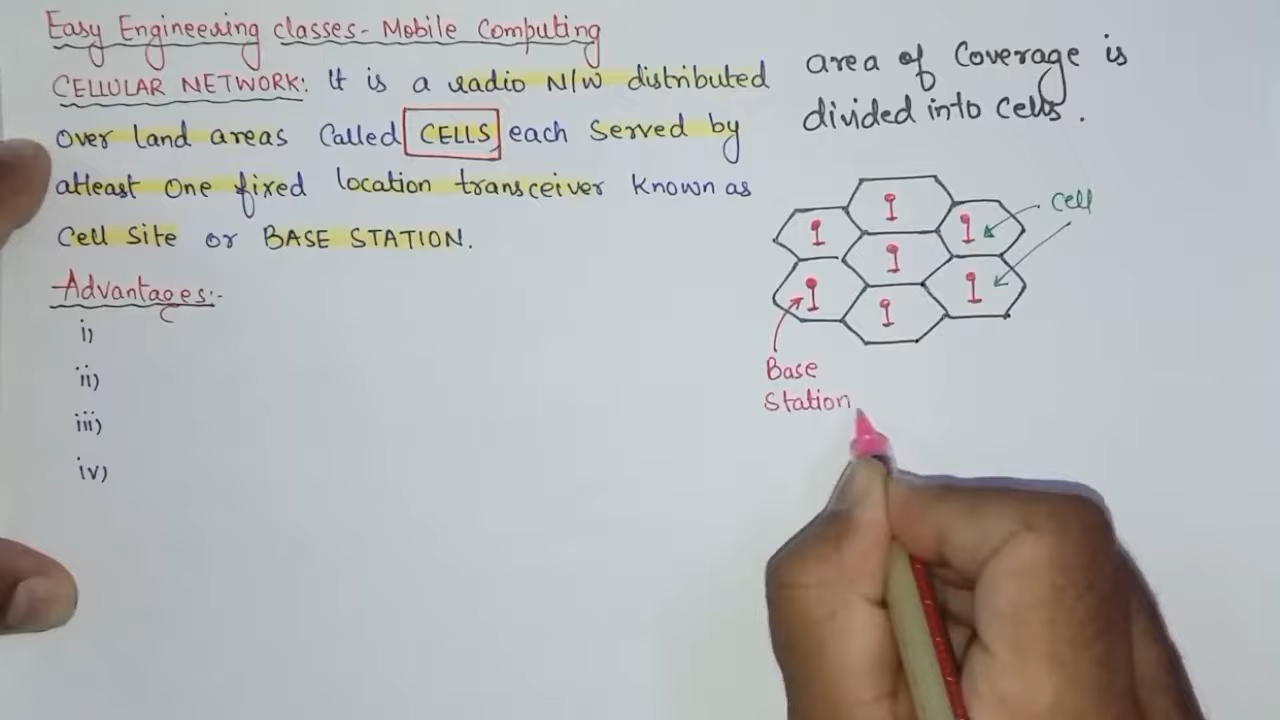 Easy Engineering classes - Mobile Computing
CELLULAR NETWORK: It is a radio N/W distributed
over land areas called CELLS each served by
atleast one fixed location transceiver known as
Cell site or BASE STATION.
Advantages:-
i)
ii)
iii)
iv)
area of Coverage is
divided into cells.
Cell
Base
Station